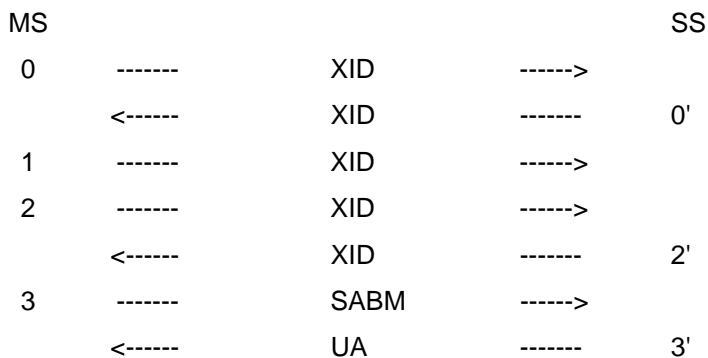 MS SS
0 ------- XID ------>
<------ XID ------- 0'
1 ------- XID ------>
2 ------- XID ------>
<------ XID ------- 2'
3 ------- SABM ------>
<------ UA ------- 3'